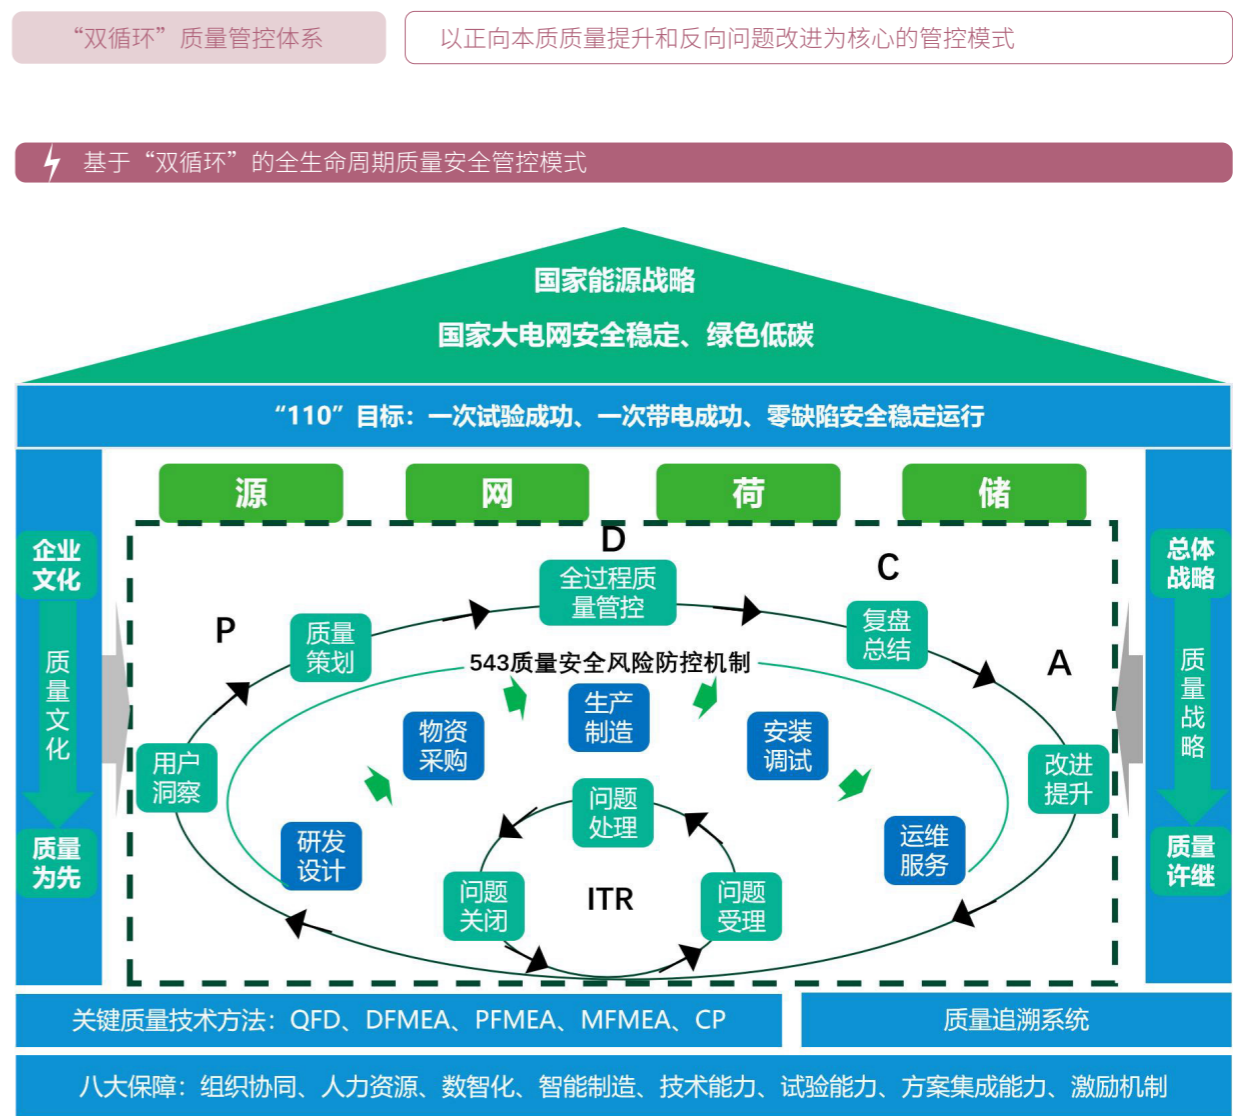 “双循环”质量管控体系
以正向本质质量提升和反向问题改进为核心的管控模式
基于“双循环”的全生命周期质量安全管控模式
国家能源战略
国家大电网安全稳定、绿色低碳
“110”目标：一次试验成功、一次带电成功、零缺陷安全稳定运行
源
网
荷
储
企业
文化
质量文化
质量
为先
总体
战略
质量战略
质量
许继
P
D
C
A
用户
洞察
质量
策划
全过程质
量管控
复盘
总结
改进
提升
543质量安全风险防控机制
研发
设计
物资
采购
生产
制造
安装
调试
运维
服务
问题
处理
问题
关闭
ITR
问题
受理
关键质量技术方法：QFD、DFMEA、PFMEA、MFMEA、CP
质量追溯系统
八大保障：组织协同、人力资源、数智化、智能制造、技术能力、试验能力、方案集成能力、激励机制